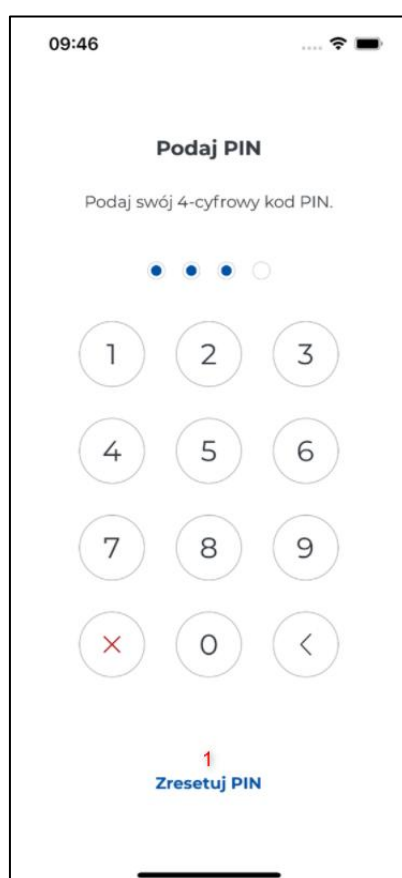 09:46
Podaj PIN
Podaj swój 4-cyfrowy kod PIN.
1 2 3
4 5 6
7 8 9
0
1
Zresetuj PIN